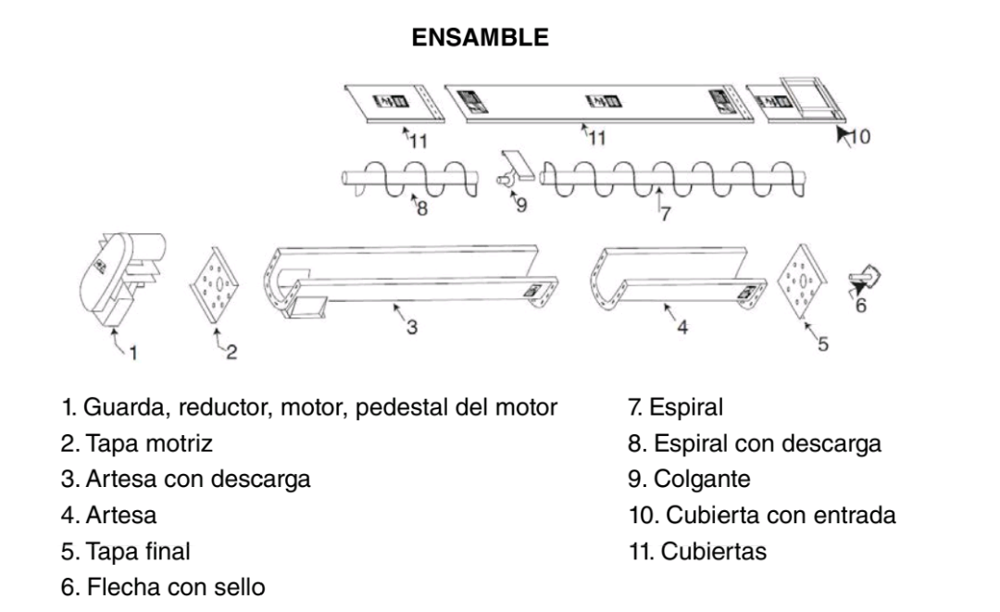 ENSAMBLE
11
11
10
8
9
7
1
2
3
4
5
6
1. Guarda, reductor, motor, pedestal del motor
2. Tapa motriz
3. Artesa con descarga
4. Artesa
5. Tapa final
6. Flecha con sello
7. Espiral
8. Espiral con descarga
9. Colgante
10. Cubierta con entrada
11. Cubiertas